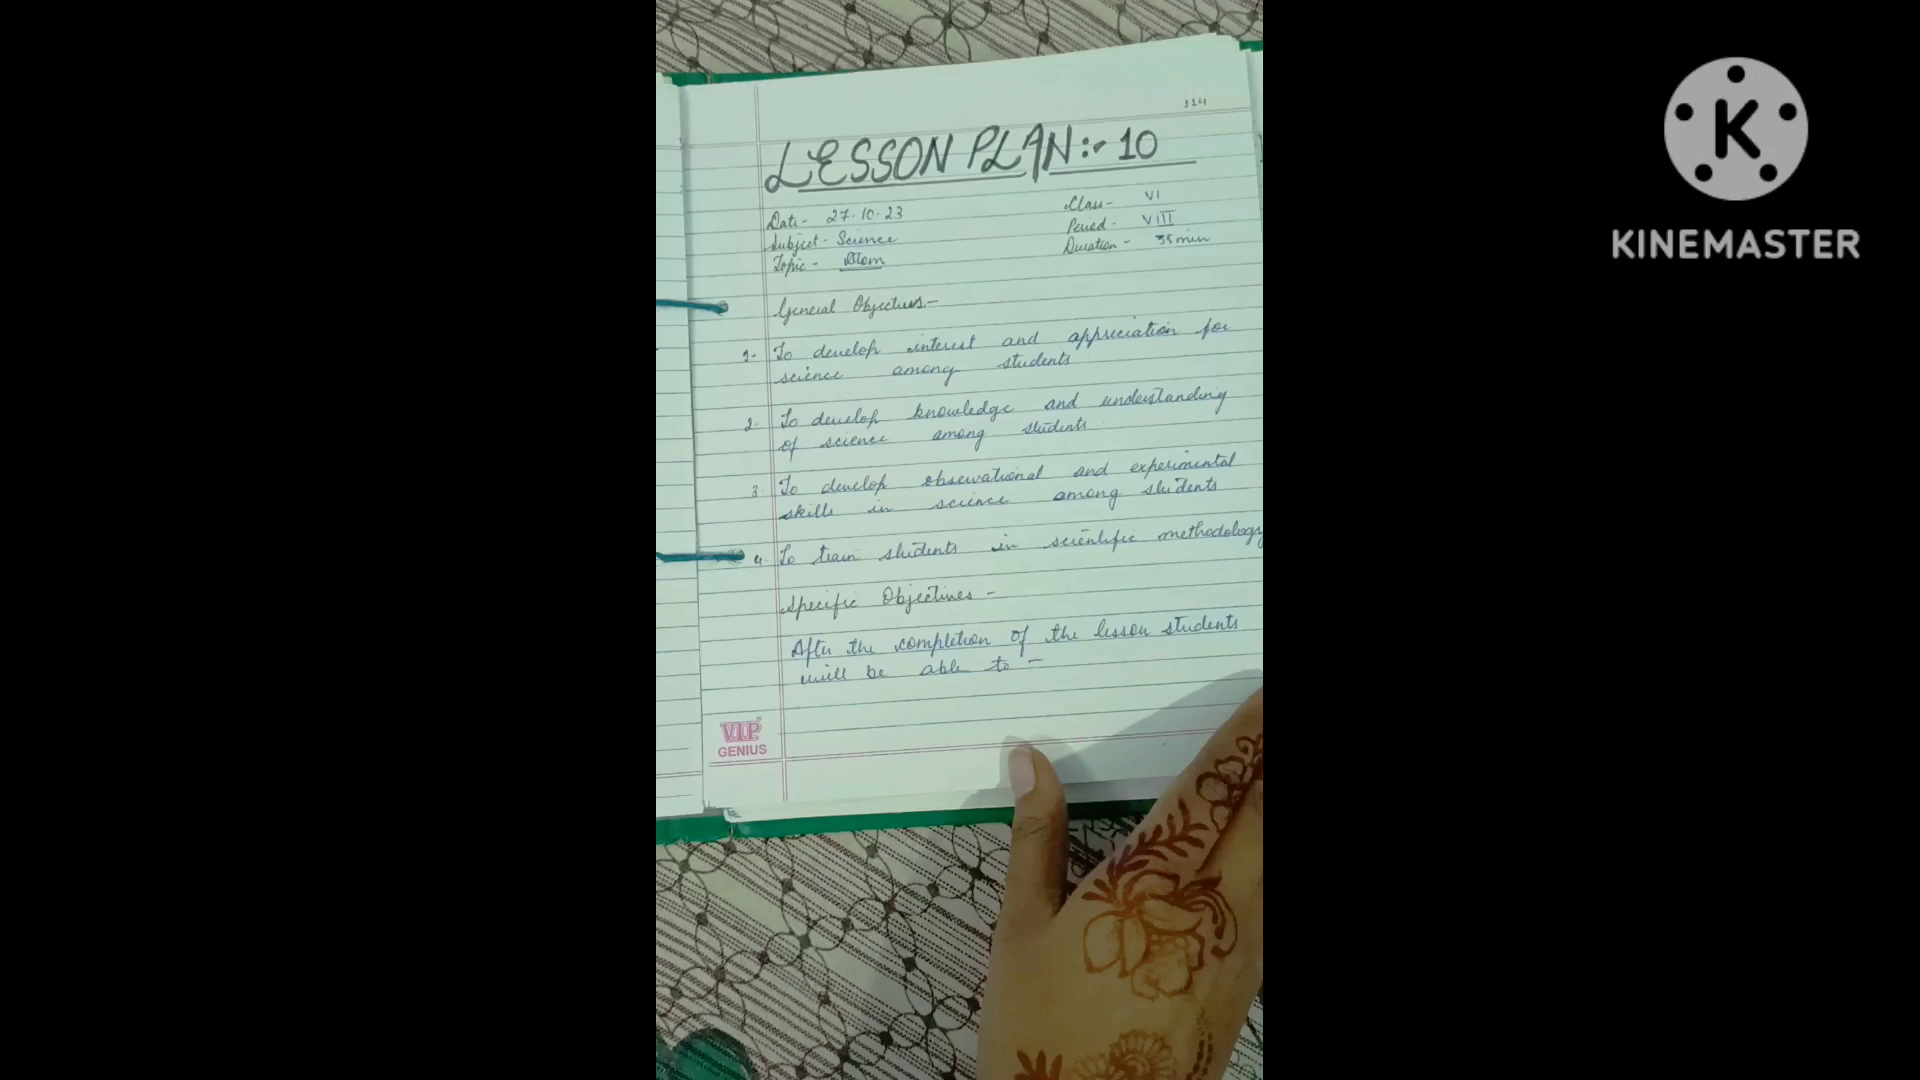 114
LESSON PLAN:- 10
Date - 27.10.23
Class - VI
Subject - Science
Period - VIII
Topic - Atom
Duration - 35 min
General Objectives -
1. To develop interest and appreciation for
science among students
2. To develop knowledge and understanding
of science among students
3. To develop observational and experimental
skills in science among students
4. To train students in scientific methodology
Specific Objectives -
After the completion of the lesson students
will be able to -
V.I.P.
GENIUS
K
KINEMASTER